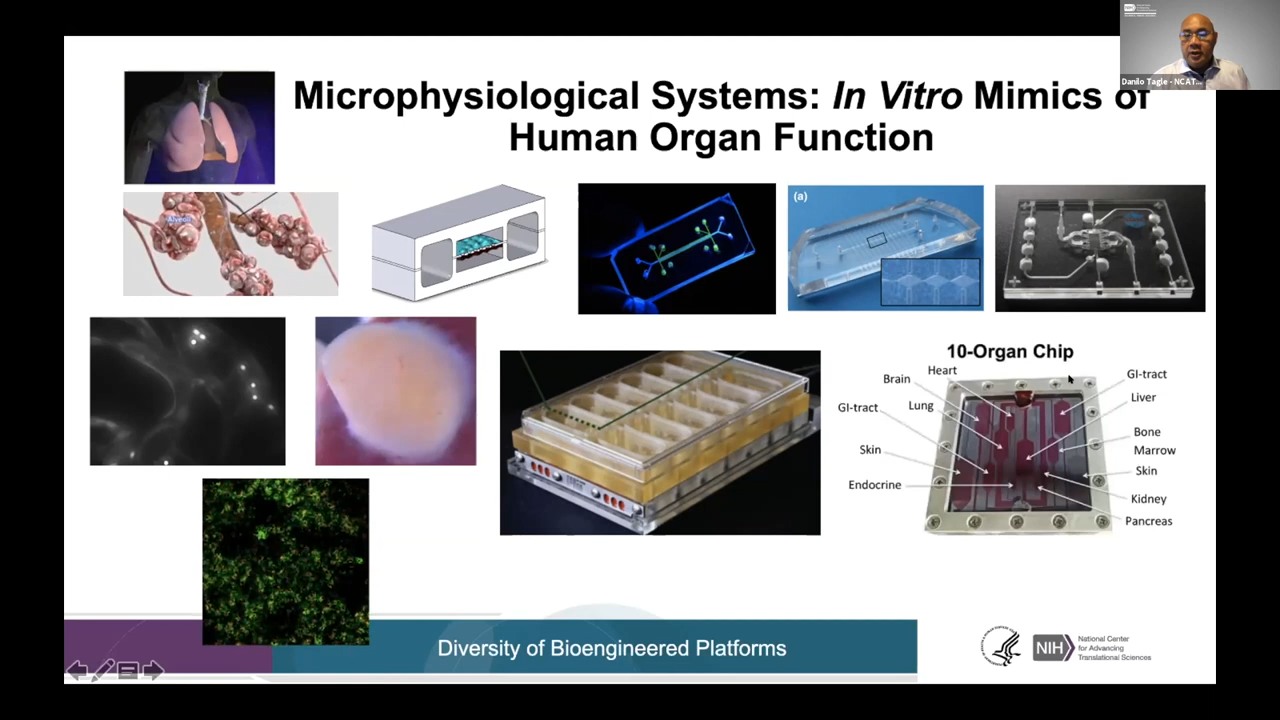 NIH
Danilo Tagle - NCAT...
Microphysiological Systems: In Vitro Mimics of
Human Organ Function
Alveoli
(a)
10-Organ Chip
Heart
Brain
GI-tract
Lung
GI-tract
Liver
Bone
Marrow
Skin
Skin
Endocrine
Kidney
Pancreas
Diversity of Bioengineered Platforms
NIH
National Center
for Advancing
Translational Sciences